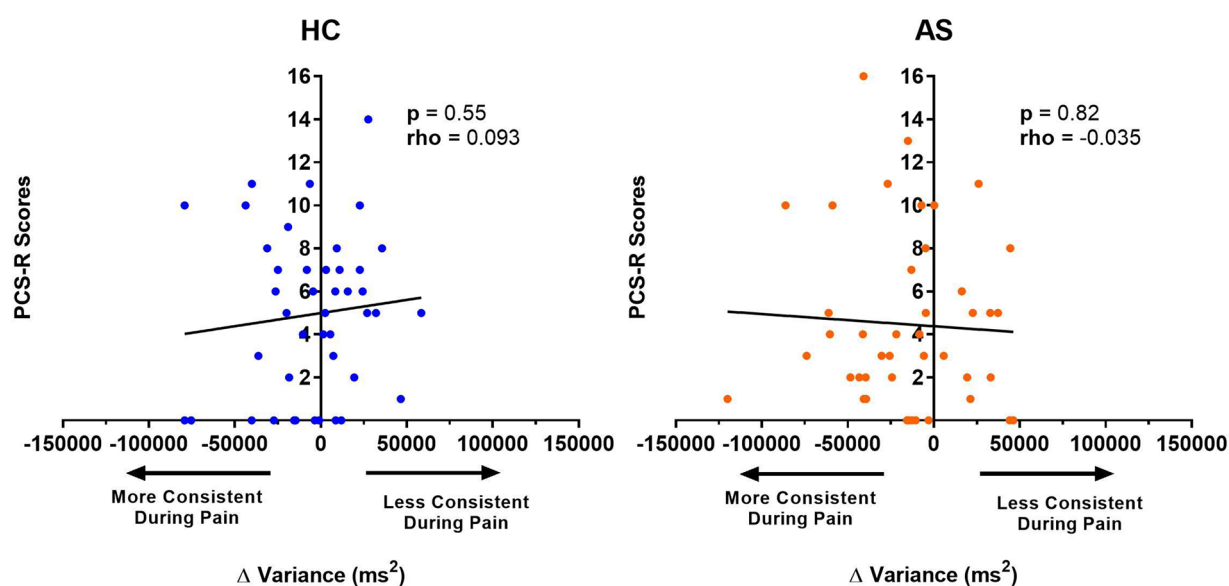 HC
PCS-R Scores
16
14
12
10
8
6
4
2
p = 0.55
rho = 0.093
-150000 -100000 -50000 0 50000 100000 150000
More Consistent
During Pain
Less Consistent
During Pain
Δ Variance (ms²)
AS
PCS-R Scores
16
14
12
10
8
6
4
2
p = 0.82
rho = -0.035
-150000 -100000 -50000 0 50000 100000 150000
More Consistent
During Pain
Less Consistent
During Pain
Δ Variance (ms²)